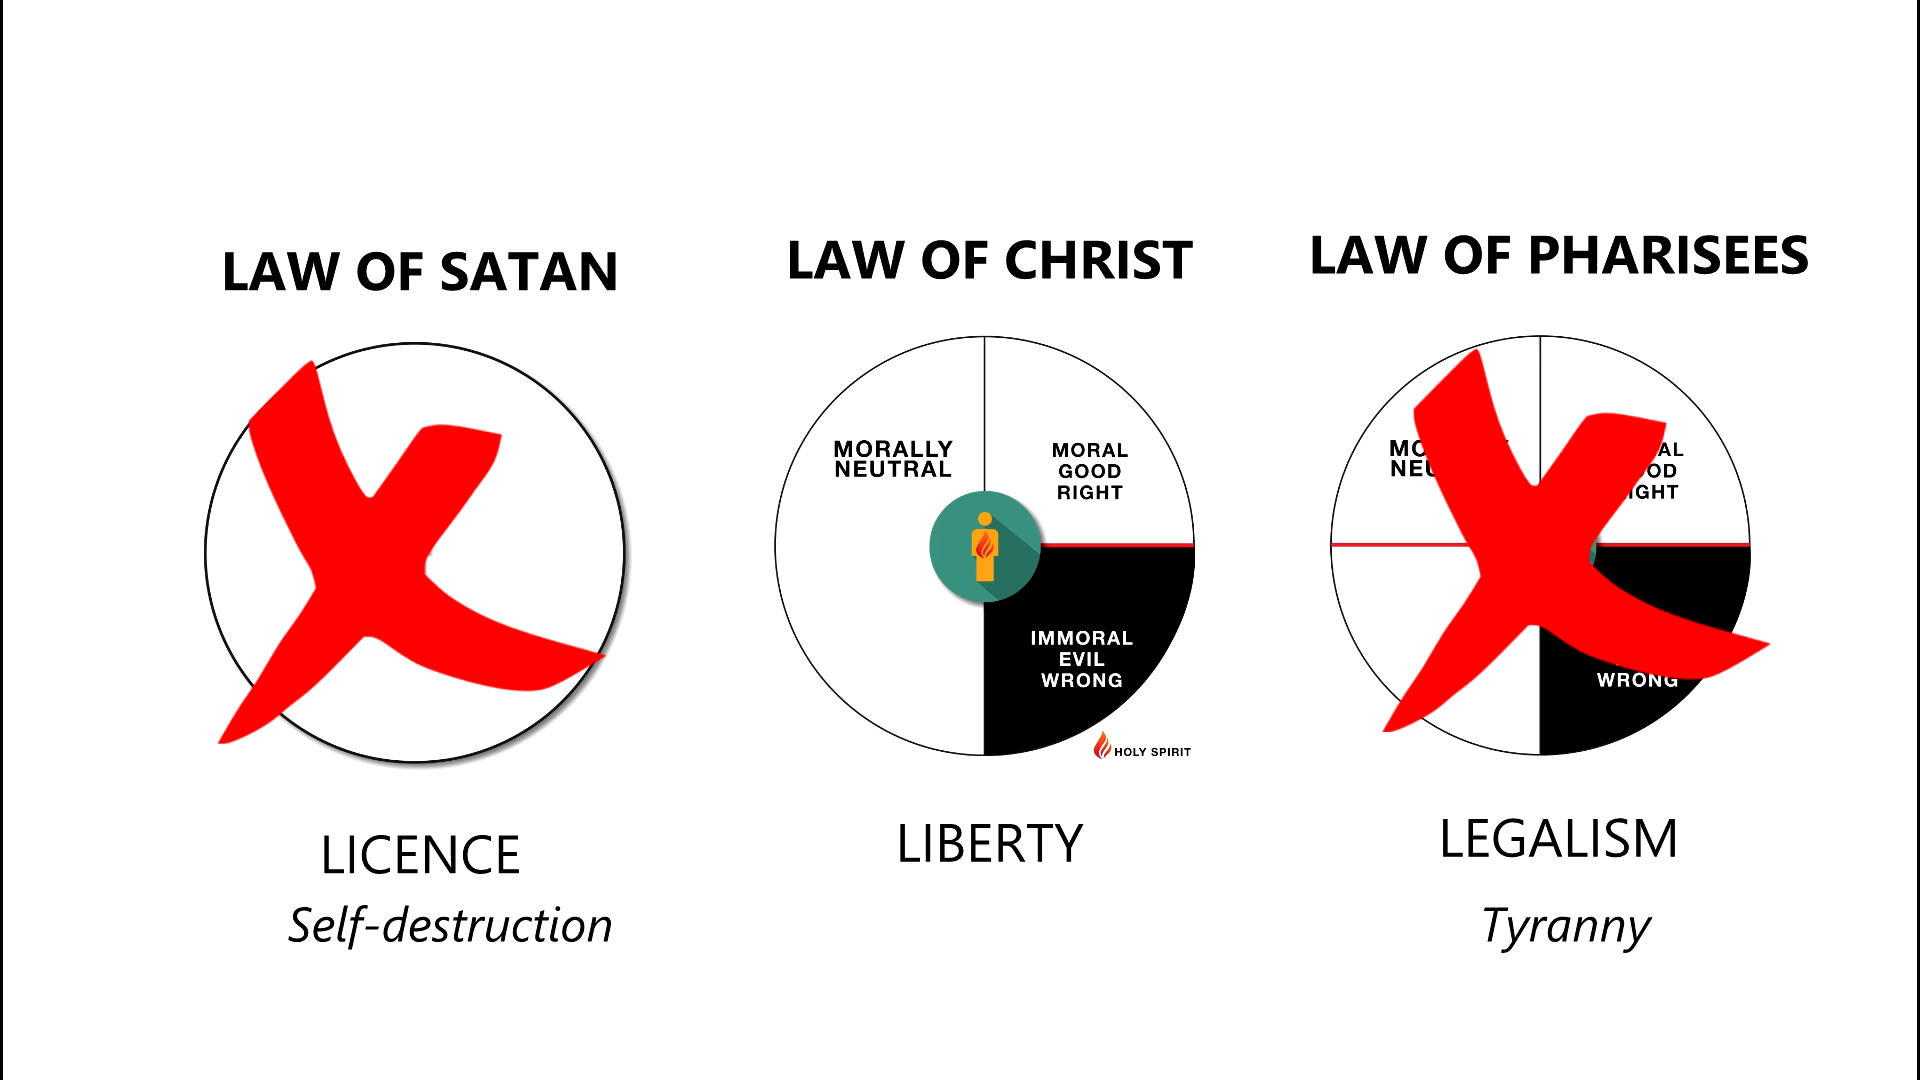 LAW OF SATAN
LICENCE
Self-destruction
LAW OF CHRIST
MORALLY
NEUTRAL
MORAL
GOOD
RIGHT
IMMORAL
EVIL
WRONG
HOLY SPIRIT
LIBERTY
LAW OF PHARISEES
WRONG
LEGALISM
Tyranny